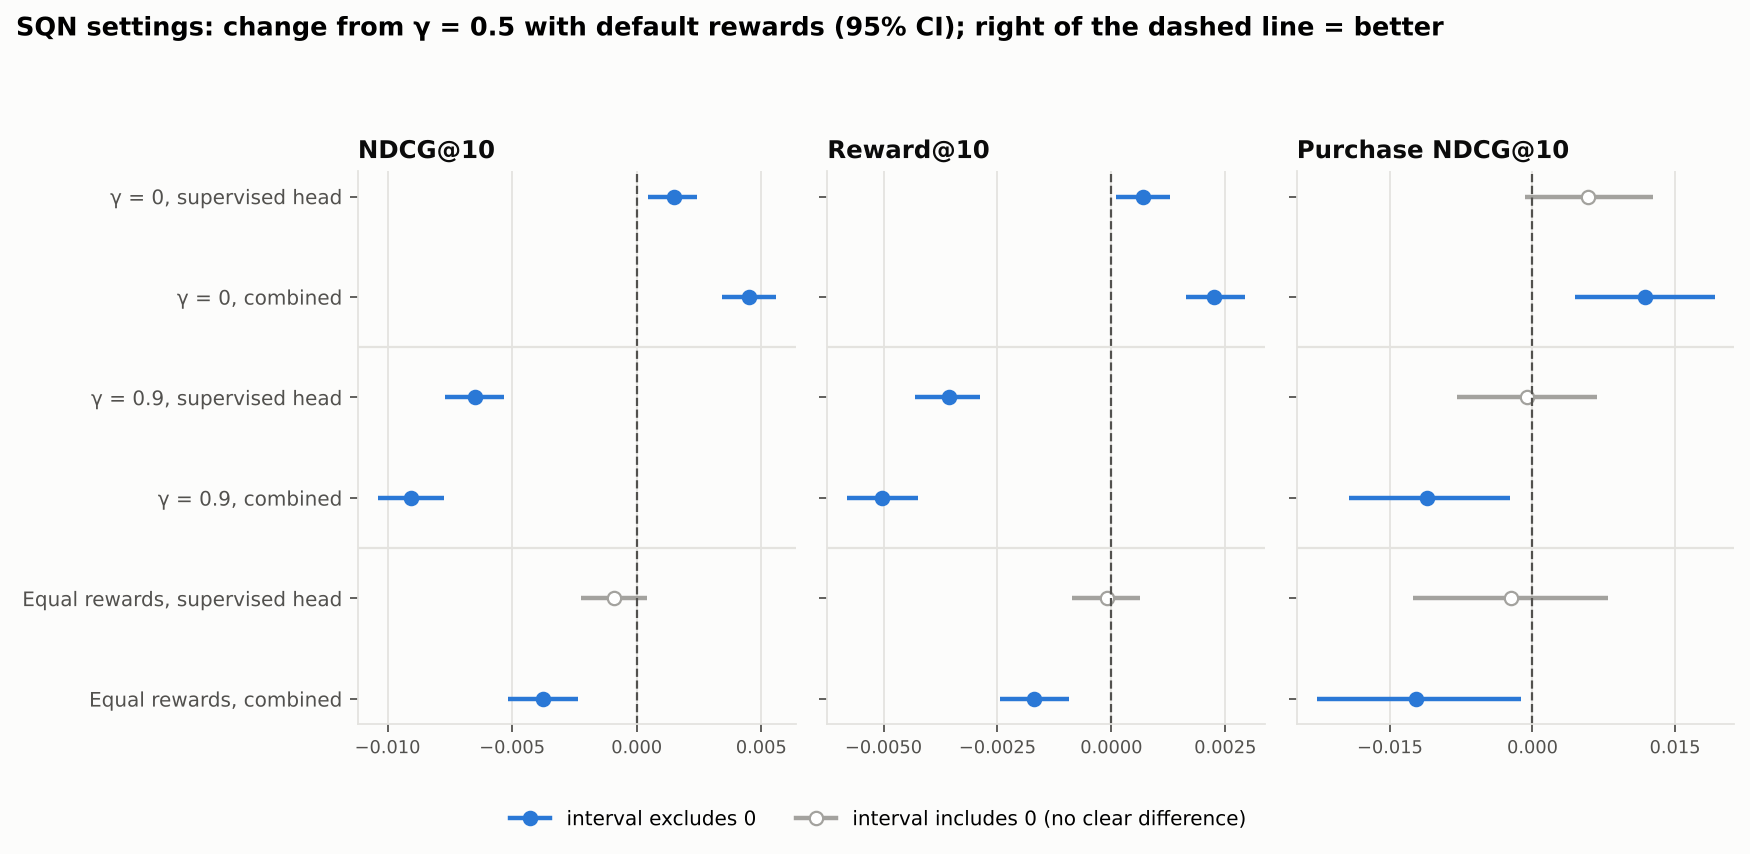 SQN settings: change from γ = 0.5 with default rewards (95% CI); right of the dashed line = better
NDCG@10
Reward@10
Purchase NDCG@10
γ = 0, supervised head
γ = 0, combined
γ = 0.9, supervised head
γ = 0.9, combined
Equal rewards, supervised head
Equal rewards, combined
−0.010 −0.005 0.000 0.005
−0.0050 −0.0025 0.0000 0.0025
−0.015 0.000 0.015
interval excludes 0
interval includes 0 (no clear difference)